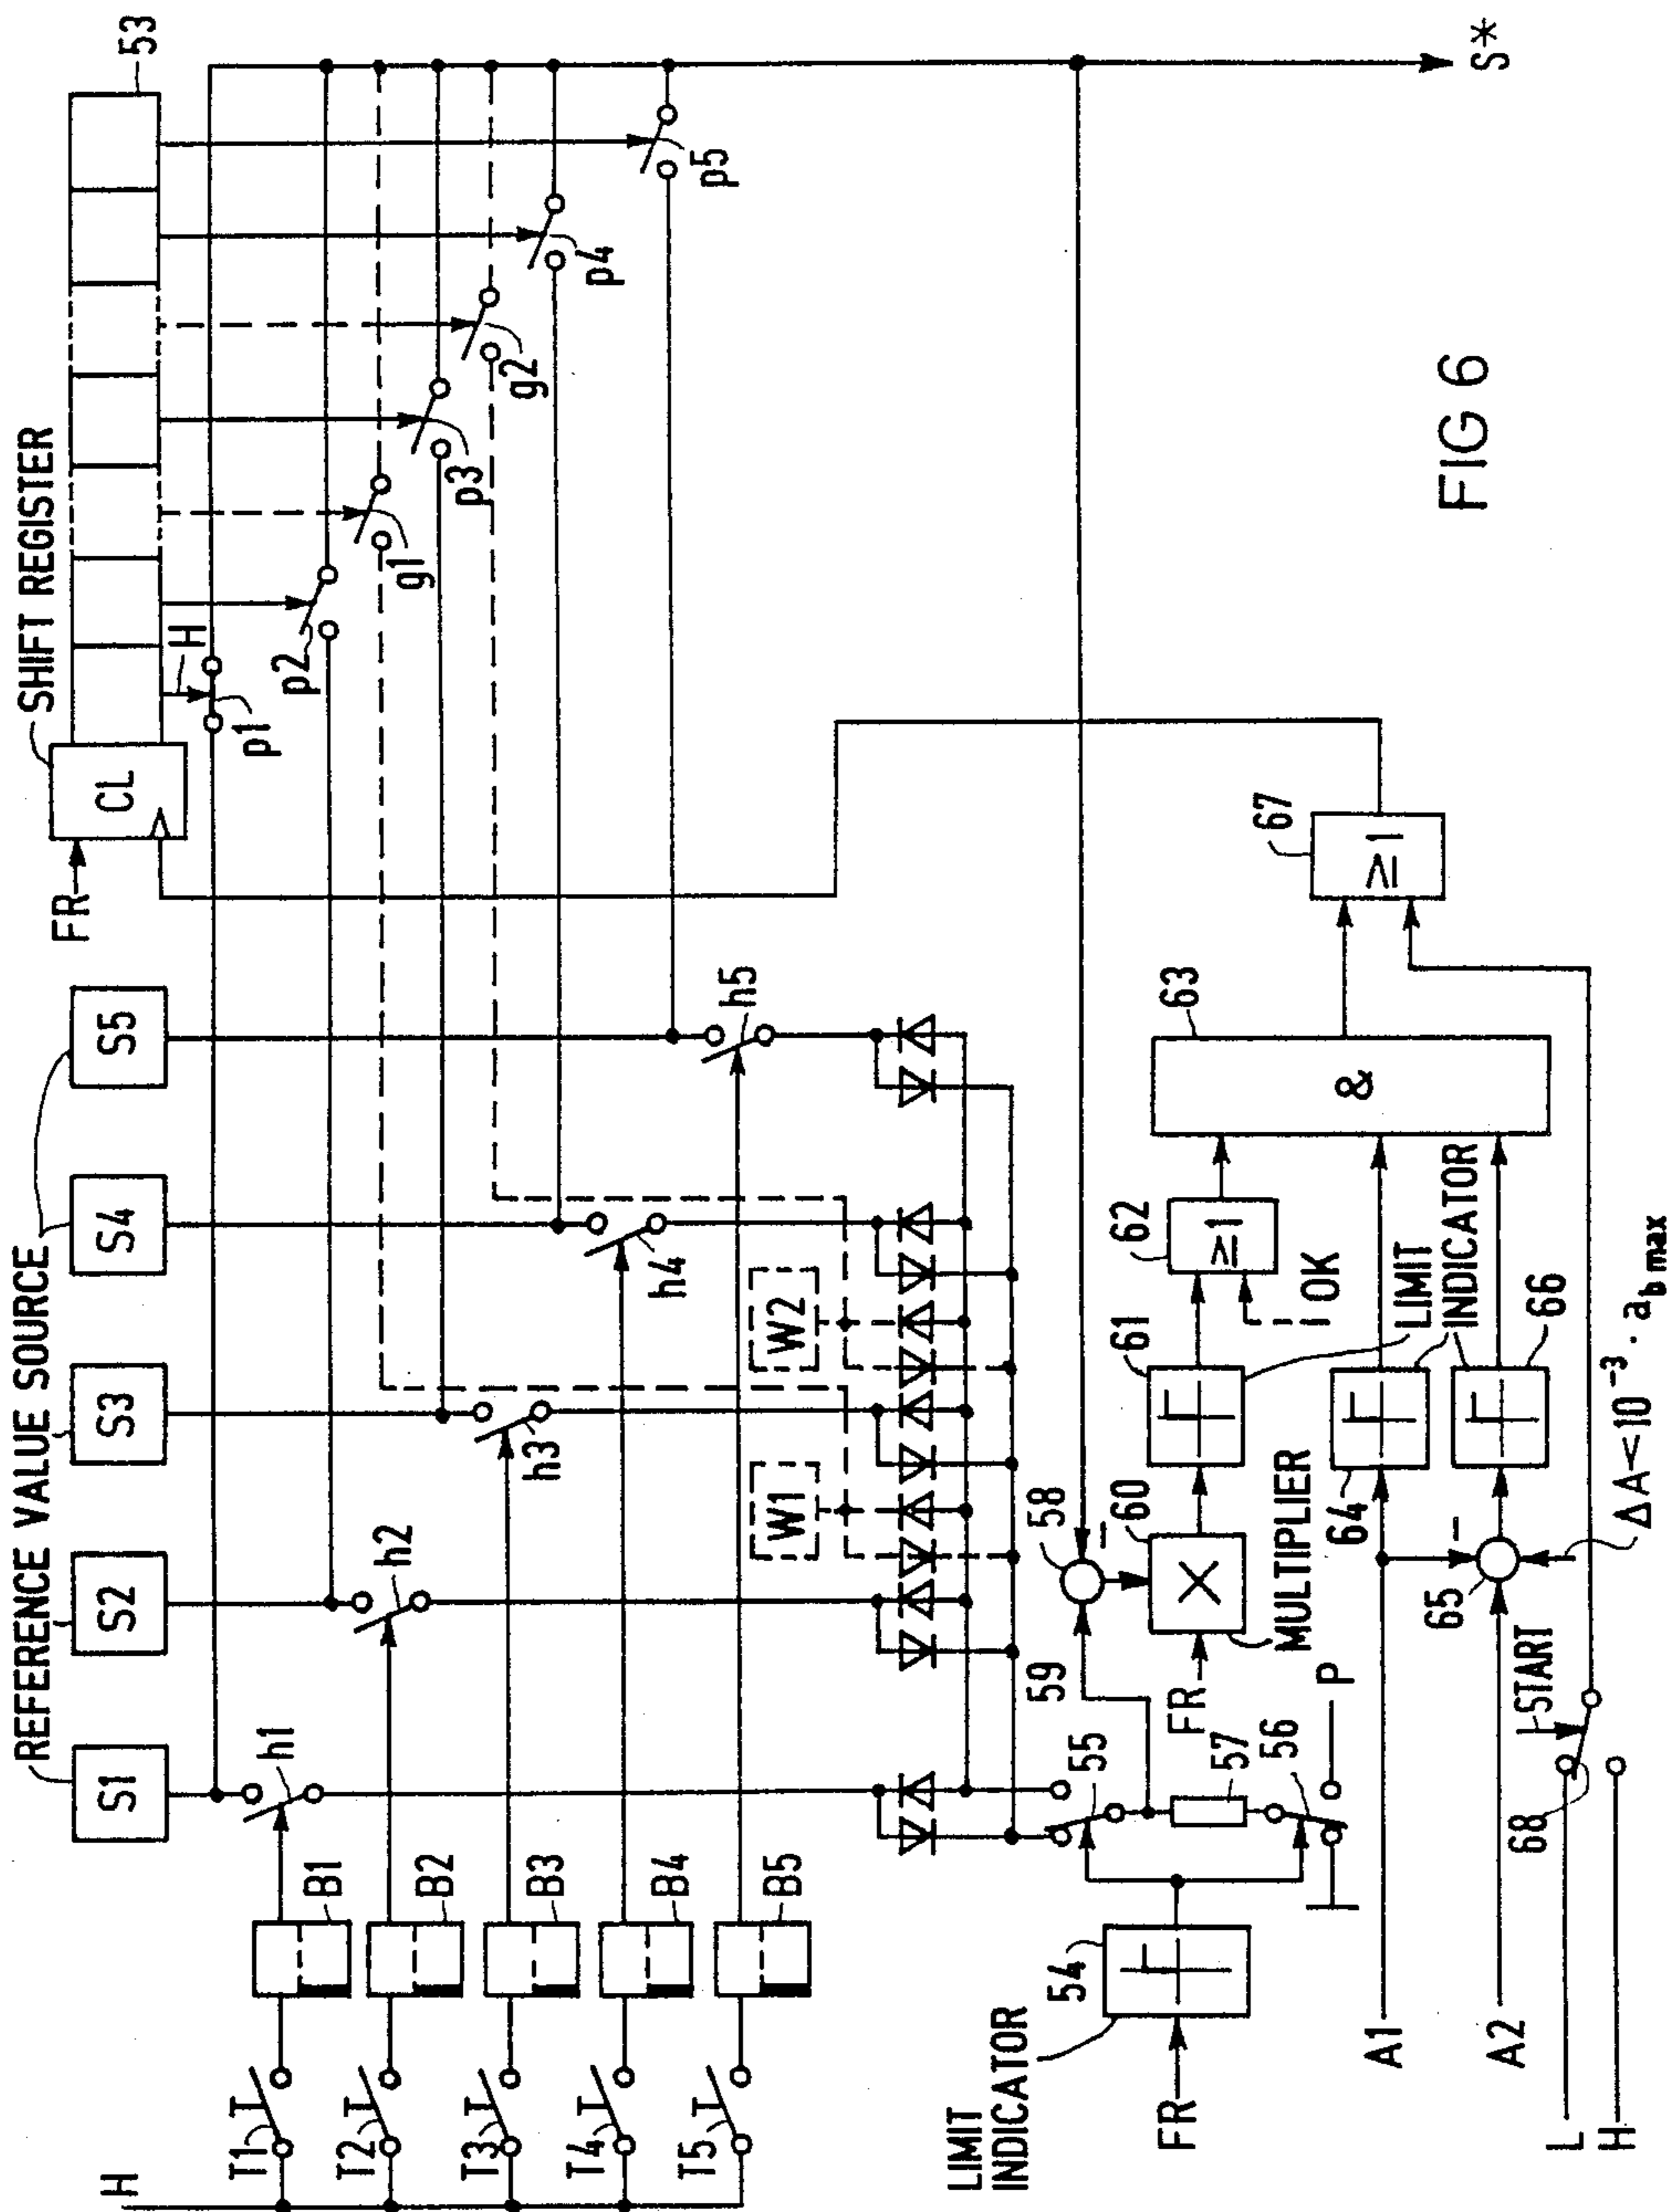 H
T1
T2
T3
T4
T5
B1
B2
B3
B4
B5
REFERENCE VALUE SOURCE
S1
S2
S3
S4
S5
h1
h2
h3
h4
h5
W1
W2
SHIFT REGISTER
FR
CL
53
H
p1
p2
g1
p3
g2
p4
p5
S*
LIMIT
INDICATOR
FR
54
55
56
57
P
59
58
−
FR
60
MULTIPLIER
61
62
≥1
OK
63
&
LIMIT
INDICATOR
64
65
−
66
67
≥1
A1
A2
ΔA<10⁻³·a_b max
START
68
L
H
FIG 6